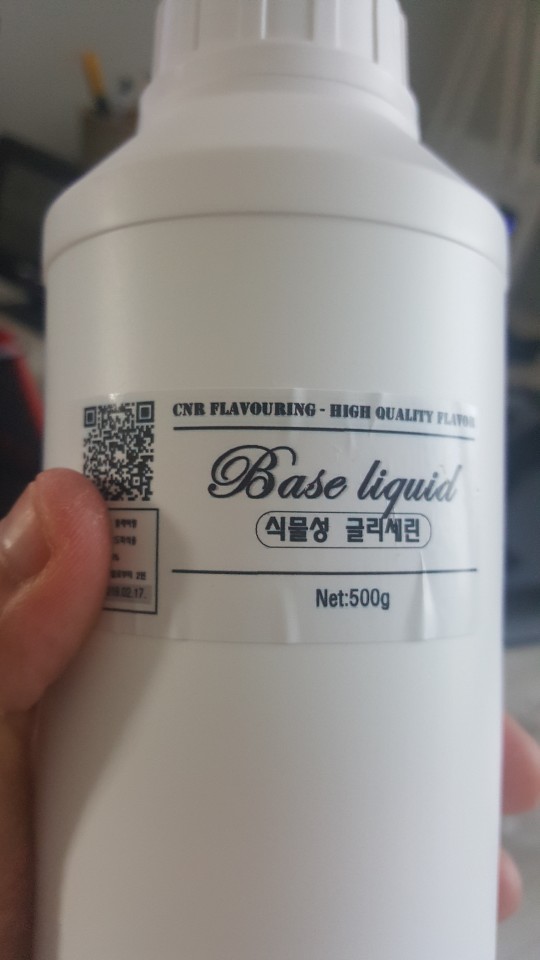 CNR FLAVOURING - HIGH QUALITY
Base liquid
식물성 글리세린
Net:500g